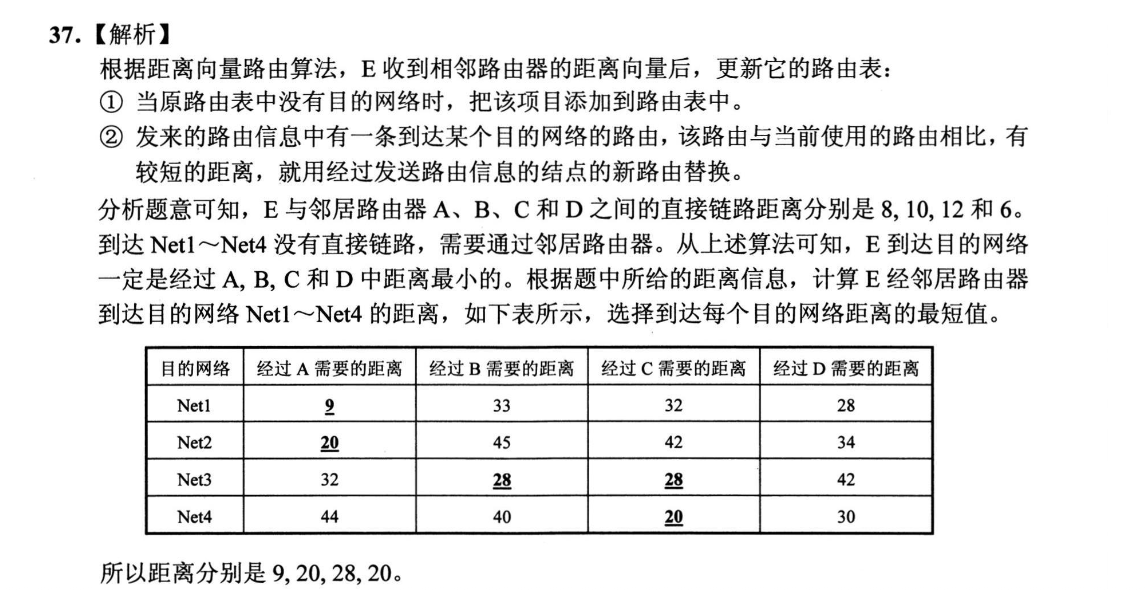 37.【解析】
根据距离向量路由算法，E 收到相邻路由器的距离向量后，更新它的路由表：
① 当原路由表中没有目的网络时，把该项目添加到路由表中。
② 发来的路由信息中有一条到达某个目的网络的路由，该路由与当前使用的路由相比，有
较短的距离，就用经过发送路由信息的结点的新路由替换。
分析题意可知，E 与邻居路由器 A、B、C 和 D 之间的直接链路距离分别是 8, 10, 12 和 6。
到达 Net1～Net4 没有直接链路，需要通过邻居路由器。从上述算法可知，E 到达目的网络
一定是经过 A, B, C 和 D 中距离最小的。根据题中所给的距离信息，计算 E 经邻居路由器
到达目的网络 Net1～Net4 的距离，如下表所示，选择到达每个目的网络距离的最短值。
目的网络 经过 A 需要的距离 经过 B 需要的距离 经过 C 需要的距离 经过 D 需要的距离
Net1 9 33 32 28
Net2 20 45 42 34
Net3 32 28 28 42
Net4 44 40 20 30
所以距离分别是 9, 20, 28, 20。